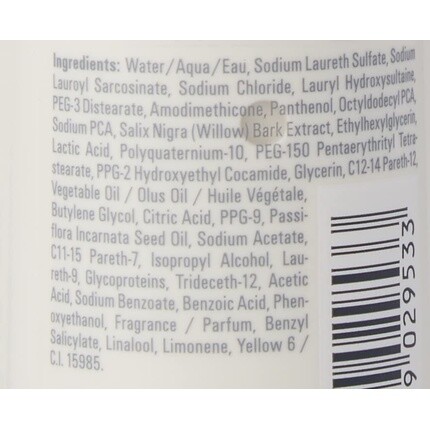 Ingredients: Water/Aqua/Eau, Sodium Laureth Sulfate, Sodium
Lauroyl Sarcosinate, Sodium Chloride, Lauryl Hydroxysultaine,
PEG-3 Distearate, Amodimethicone, Panthenol, Octyldodecyl PCA,
Sodium PCA, Salix Nigra (Willow) Bark Extract, Ethylhexylglycerin,
Lactic Acid, Polyquaternium-10, PEG-150 Pentaerythrityl Tetra-
stearate, PPG-2 Hydroxyethyl Cocamide, Glycerin, C12-14 Pareth-12,
Vegetable Oil / Olus Oil / Huile Végétale,
Butylene Glycol, Citric Acid, PPG-9, Passi-
flora Incarnata Seed Oil, Sodium Acetate,
C11-15 Pareth-7, Isopropyl Alcohol, Lau-
reth-9, Glycoproteins, Trideceth-12, Acetic
Acid, Sodium Benzoate, Benzoic Acid, Phen-
oxyethanol, Fragrance / Parfum, Benzyl
Salicylate, Linalool, Limonene, Yellow 6 /
C.I. 15985.
9 029533